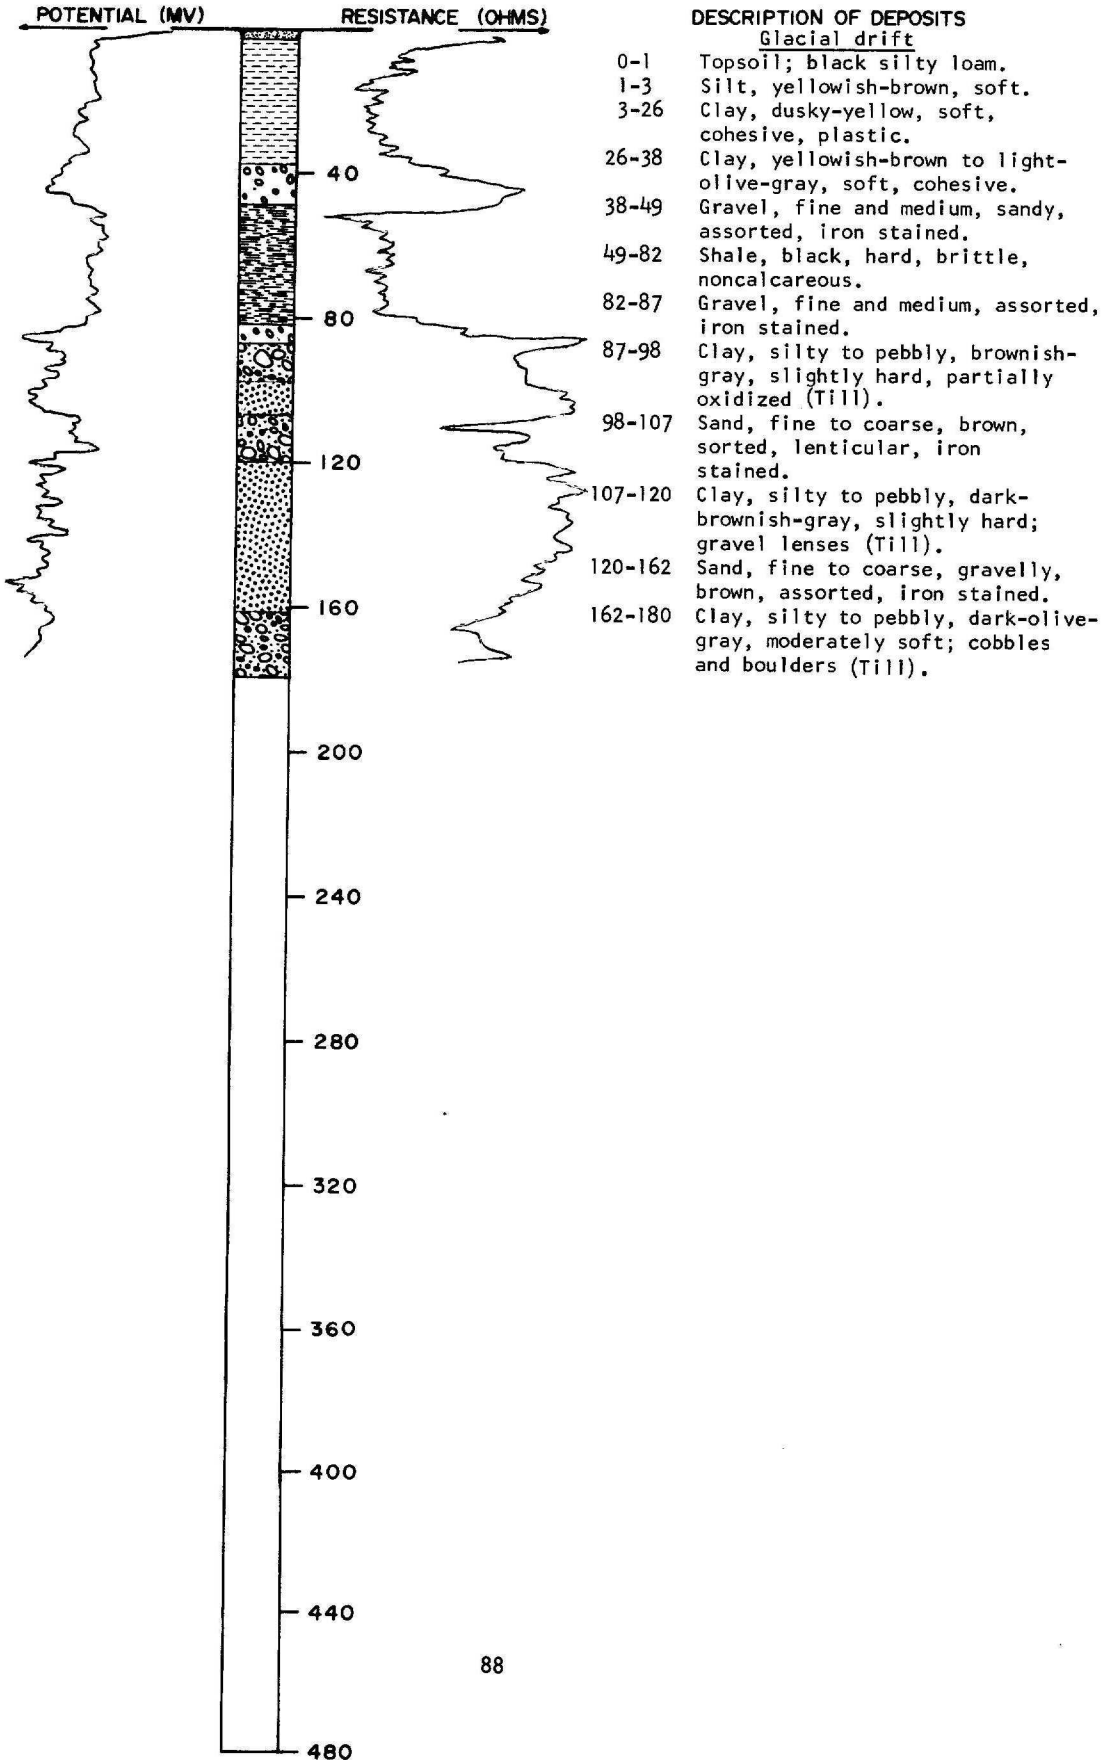 POTENTIAL (MV)
RESISTANCE (OHMS)
DESCRIPTION OF DEPOSITS
Glacial drift
0-1 Topsoil; black silty loam.
1-3 Silt, yellowish-brown, soft.
3-26 Clay, dusky-yellow, soft,
cohesive, plastic.
26-38 Clay, yellowish-brown to light-
olive-gray, soft, cohesive.
38-49 Gravel, fine and medium, sandy,
assorted, iron stained.
49-82 Shale, black, hard, brittle,
noncalcareous.
82-87 Gravel, fine and medium, assorted,
iron stained.
87-98 Clay, silty to pebbly, brownish-
gray, slightly hard, partially
oxidized (Till).
98-107 Sand, fine to coarse, brown,
sorted, lenticular, iron
stained.
107-120 Clay, silty to pebbly, dark-
brownish-gray, slightly hard;
gravel lenses (Till).
120-162 Sand, fine to coarse, gravelly,
brown, assorted, iron stained.
162-180 Clay, silty to pebbly, dark-olive-
gray, moderately soft; cobbles
and boulders (Till).
40
80
120
160
200
240
280
320
360
400
440
480
88